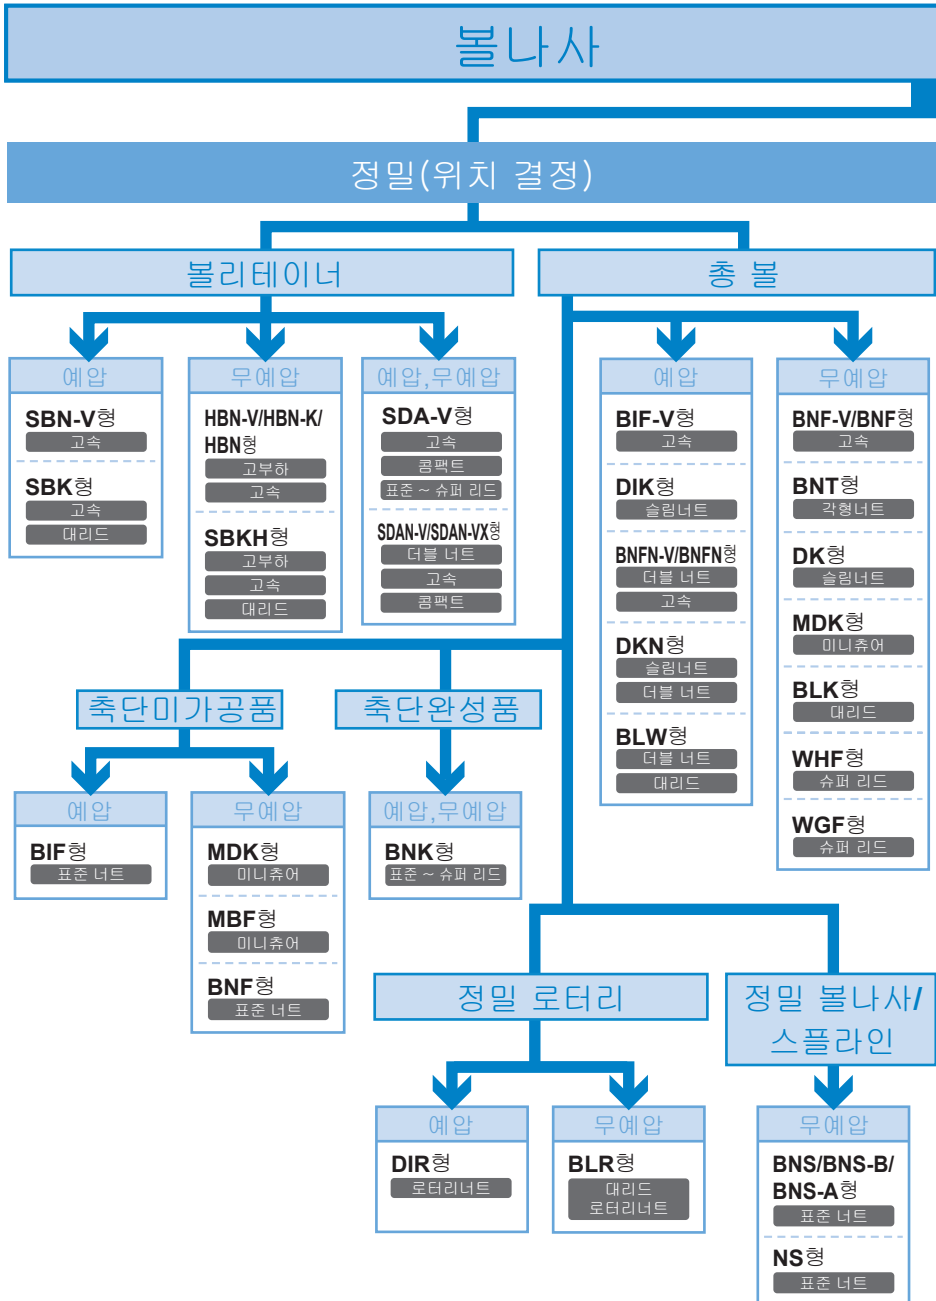 볼나사
정밀(위치 결정)
볼리테이너
예압
SBN-V형
고속
SBK형
고속
대리드
무예압
HBN-V/HBN-K/
HBN형
고부하
고속
SBKH형
고부하
고속
대리드
예압,무예압
SDA-V형
고속
콤팩트
표준 ~ 슈퍼 리드
SDAN-V/SDAN-VX형
더블 너트
고속
콤팩트
총 볼
예압
BIF-V형
고속
DIK형
슬림너트
BNFN-V/BNFN형
더블 너트
고속
DKN형
슬림너트
더블 너트
BLW형
더블 너트
대리드
무예압
BNF-V/BNF형
고속
BNT형
각형너트
DK형
슬림너트
MDK형
미니츄어
BLK형
대리드
WHF형
슈퍼 리드
WGF형
슈퍼 리드
축단미가공품
예압
BIF형
표준 너트
무예압
MDK형
미니츄어
MBF형
미니츄어
BNF형
표준 너트
축단완성품
예압,무예압
BNK형
표준 ~ 슈퍼 리드
정밀 로터리
예압
DIR형
로터리너트
무예압
BLR형
대리드
로터리너트
정밀 볼나사/
스플라인
무예압
BNS/BNS-B/
BNS-A형
표준 너트
NS형
표준 너트